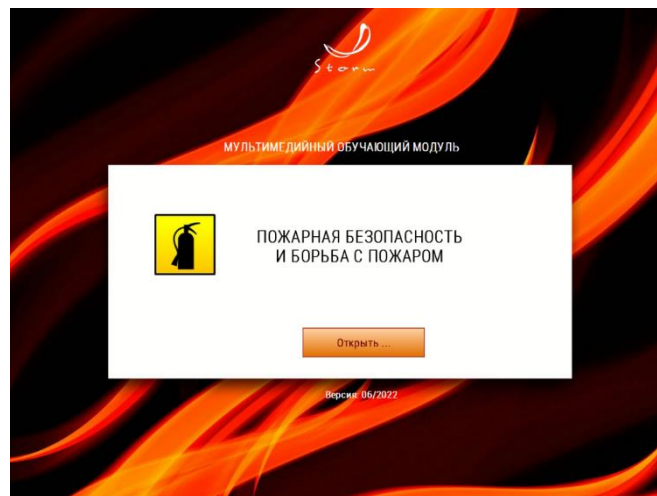 Storm
МУЛЬТИМЕДИЙНЫЙ ОБУЧАЮЩИЙ МОДУЛЬ
ПОЖАРНАЯ БЕЗОПАСНОСТЬ
И БОРЬБА С ПОЖАРОМ
Открыть ...
Версия: 06/2022